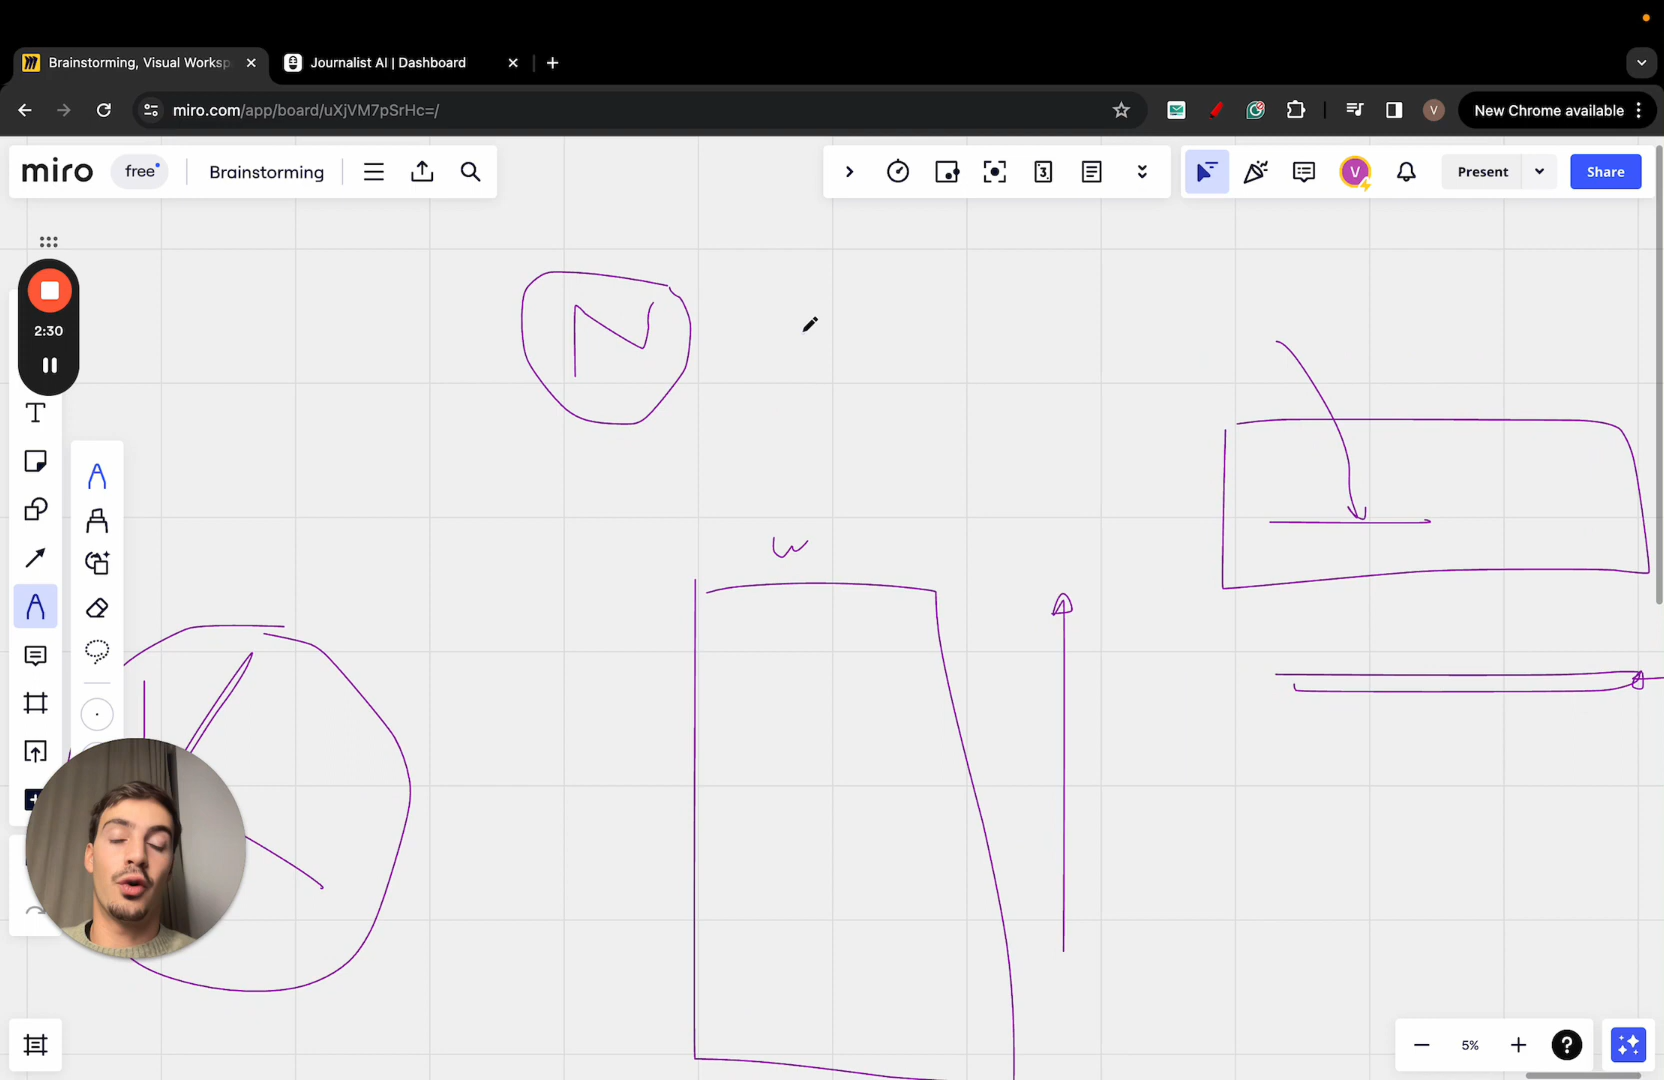 Brainstorming, Visual Worksp
Journalist AI | Dashboard
miro.com/app/board/uXjVM7pSrHc=/
V
New Chrome available
miro
free
Brainstorming
3
V
Present
Share
2:30
N
T
W
5%
?